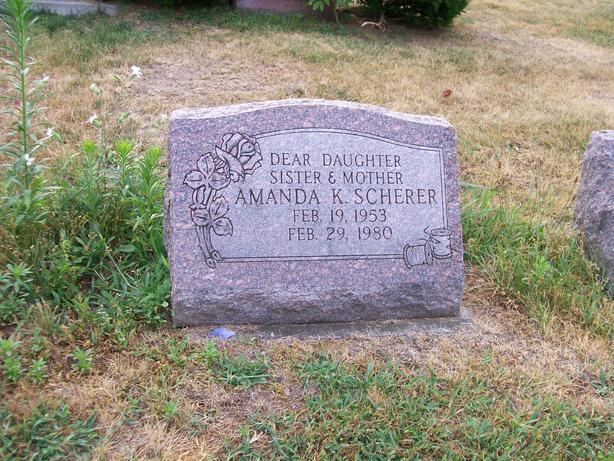 DEAR DAUGHTER
SISTER & MOTHER
AMANDA K. SCHERER
FEB. 19, 1953
FEB. 29, 1980